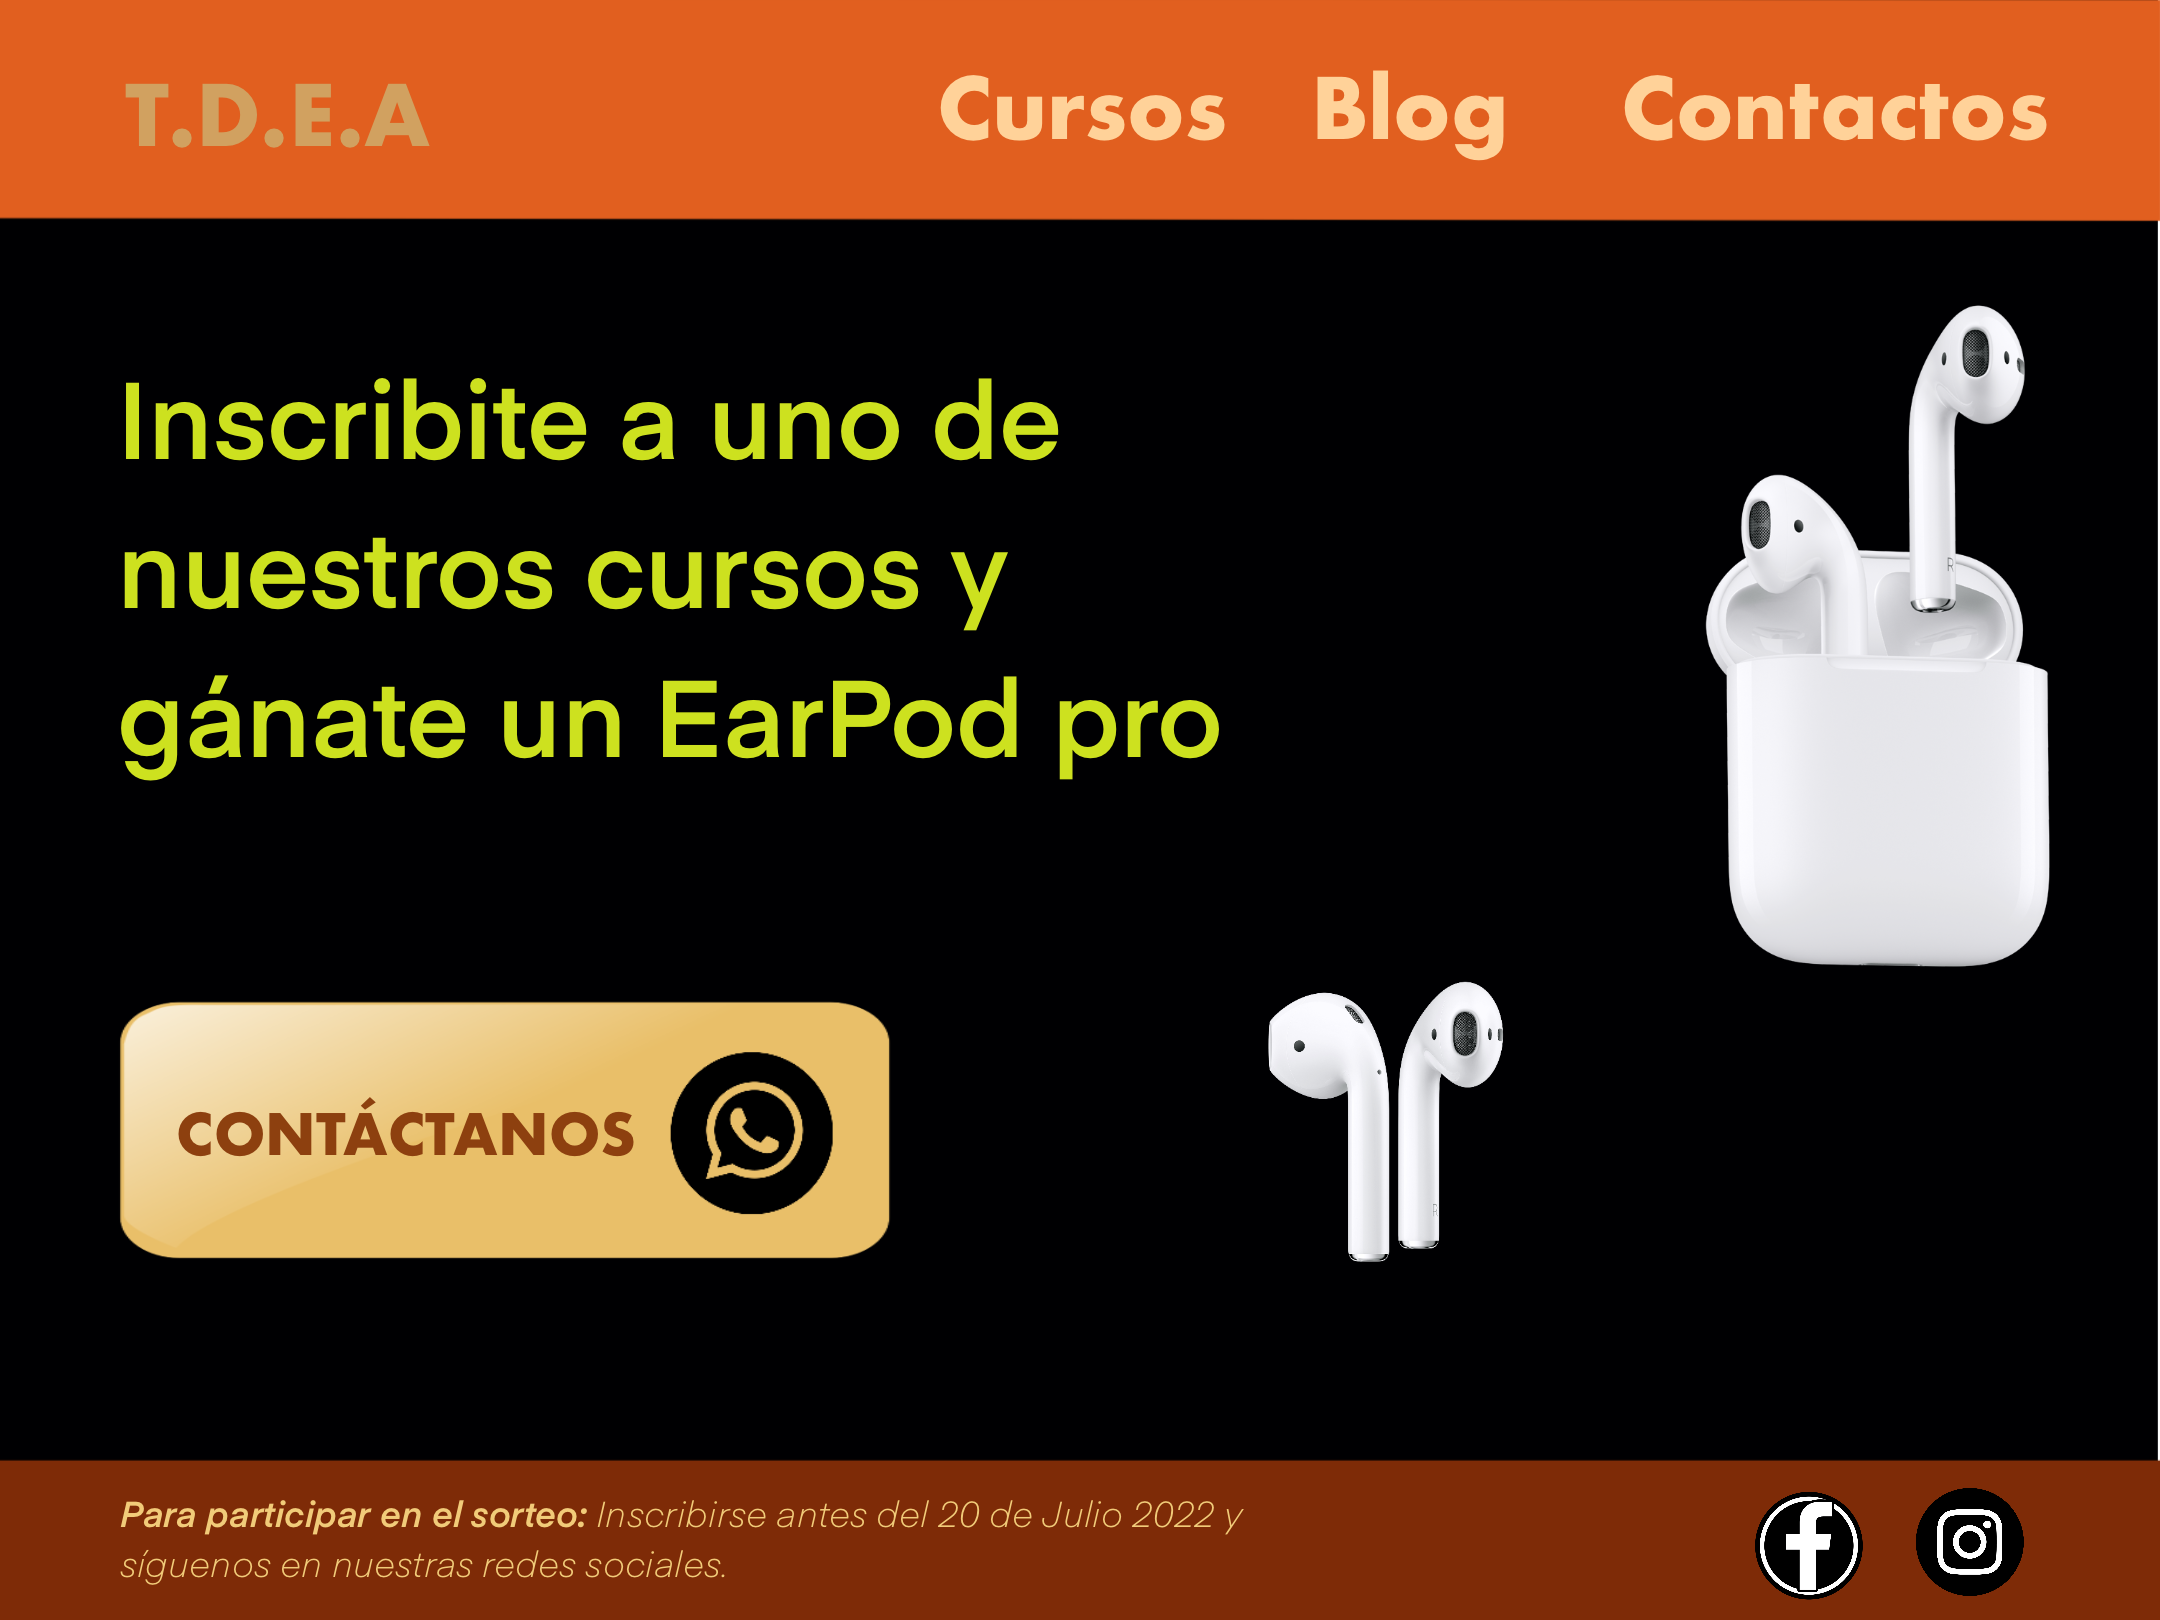 T.D.E.A
Cursos Blog Contactos
Inscribite a uno de
nuestros cursos y
gánate un EarPod pro
CONTÁCTANOS
Para participar en el sorteo: Inscribirse antes del 20 de Julio 2022 y
síguenos en nuestras redes sociales.